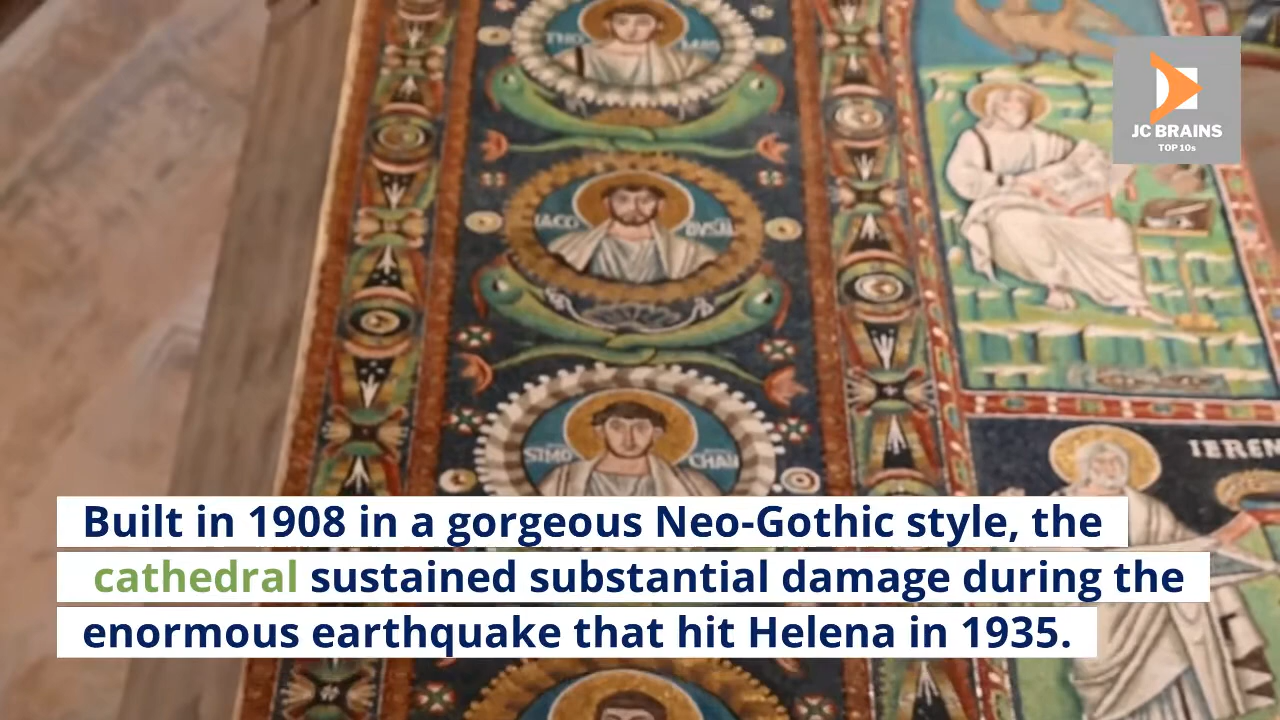 THO MAS
JC BRAINS
TOP 10s
IACO BVSAL
SIMO CHAN
IEREM
Built in 1908 in a gorgeous Neo-Gothic style, the
cathedral sustained substantial damage during the
enormous earthquake that hit Helena in 1935.